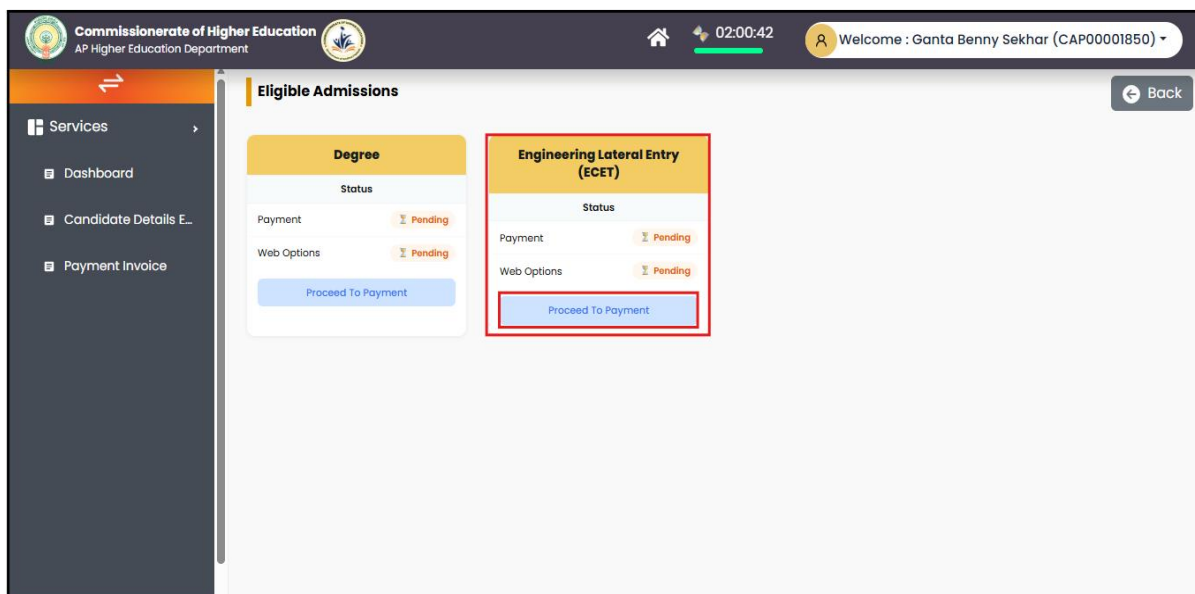 Commissionerate of Higher Education
AP Higher Education Department
02:00:42
Welcome : Ganta Benny Sekhar (CAP00001850)
Services
Dashboard
Candidate Details E...
Payment Invoice
Eligible Admissions
Back
Degree
Status
Payment Pending
Web Options Pending
Proceed To Payment
Engineering Lateral Entry
(ECET)
Status
Payment Pending
Web Options Pending
Proceed To Payment